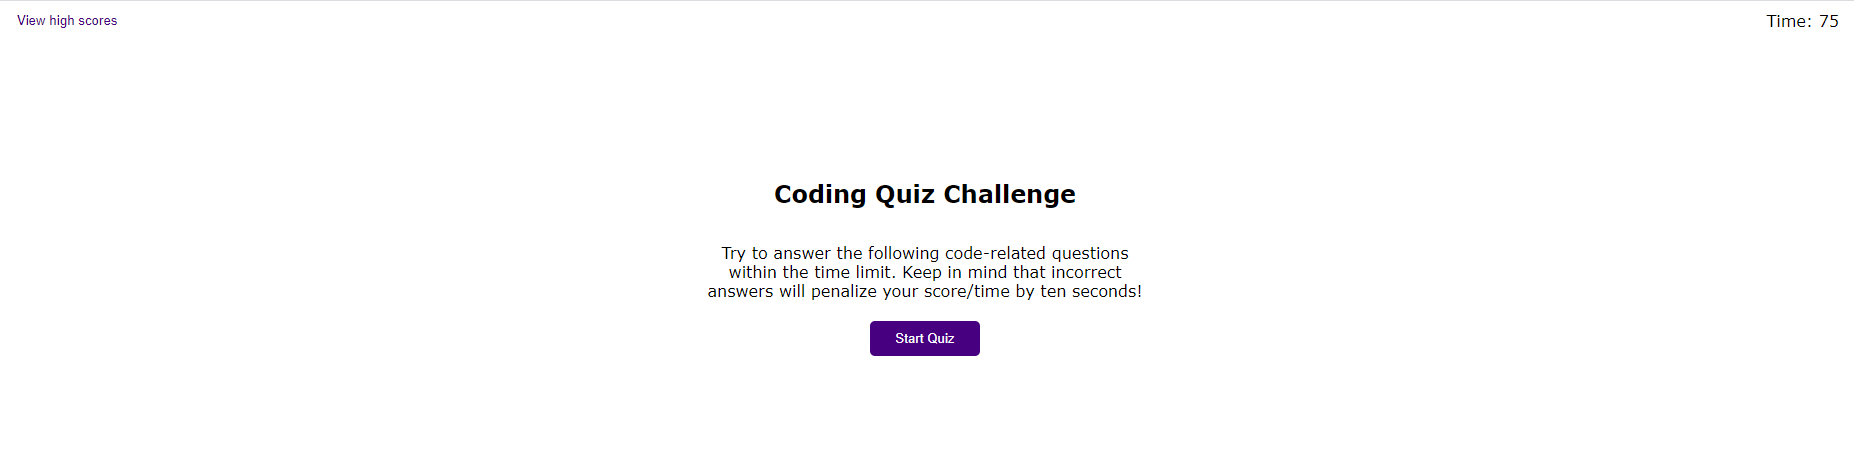 View high scores
Time: 75
Coding Quiz Challenge
Try to answer the following code-related questions
within the time limit. Keep in mind that incorrect
answers will penalize your score/time by ten seconds!
Start Quiz